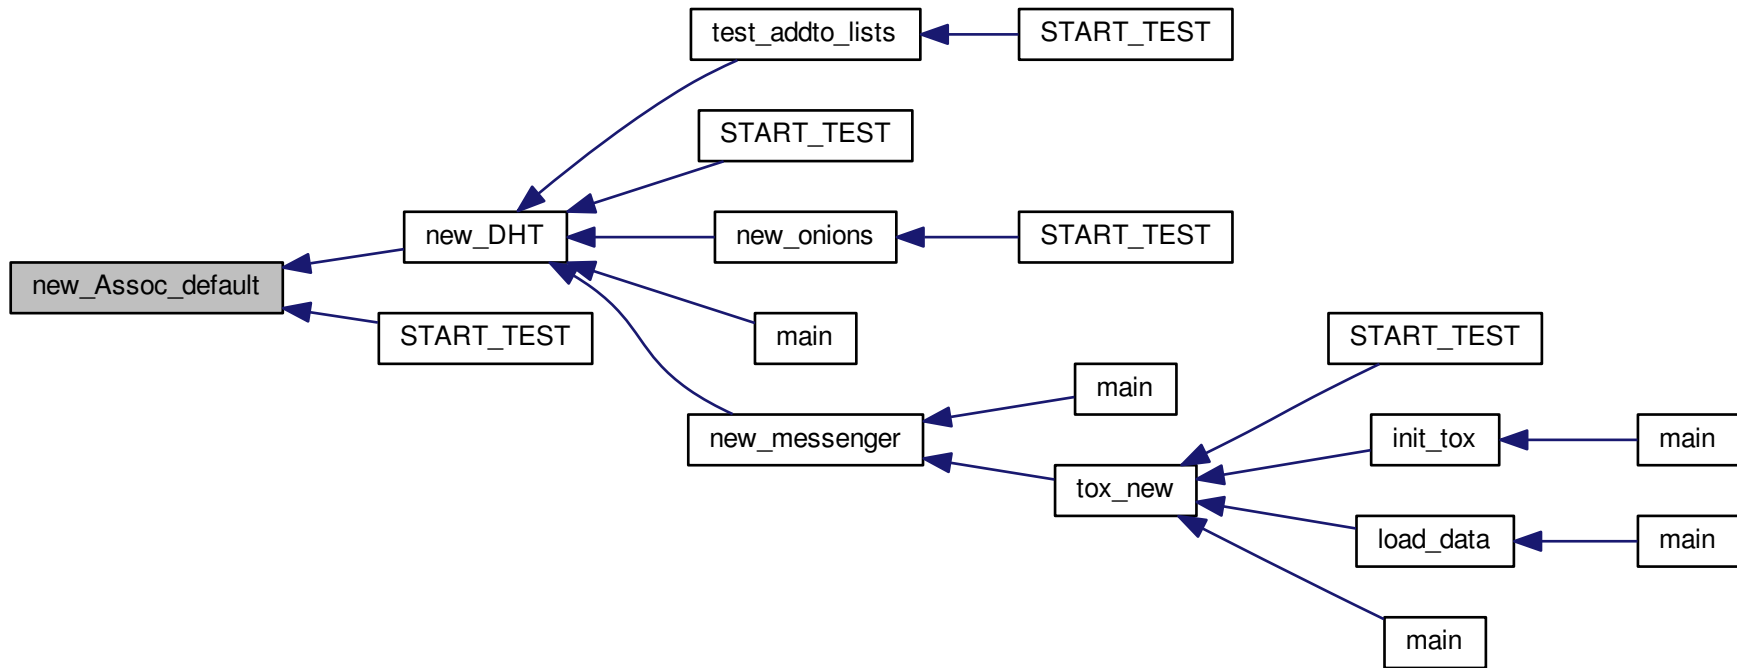 test_addto_lists
START_TEST
START_TEST
new_DHT
new_onions
START_TEST
new_Assoc_default
START_TEST
main
START_TEST
main
new_messenger
init_tox
main
tox_new
load_data
main
main